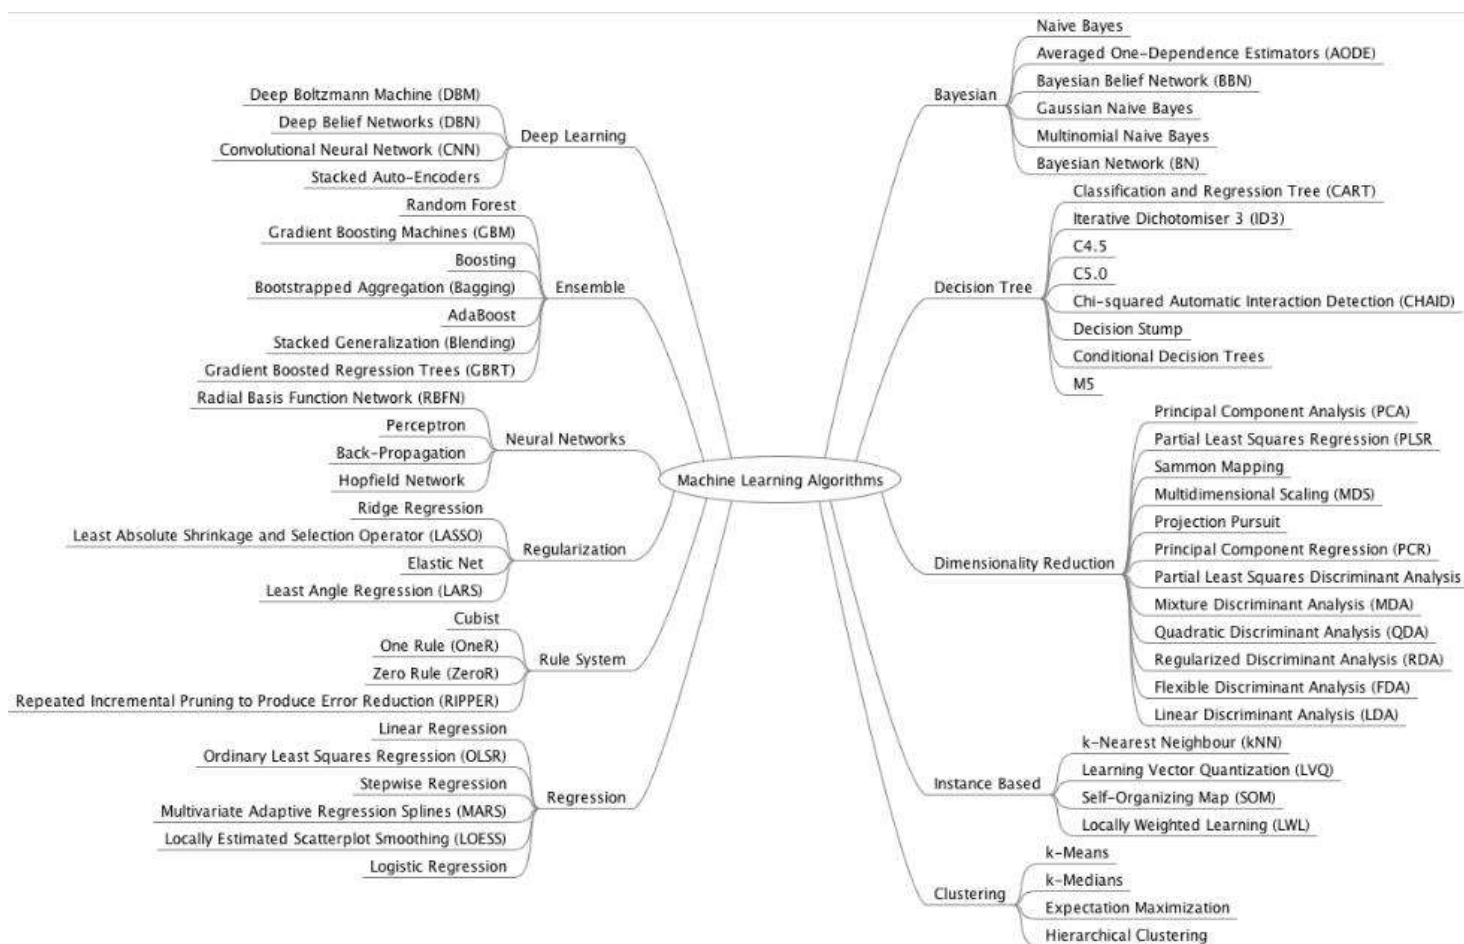 Machine Learning Algorithms
Deep Learning
Deep Boltzmann Machine (DBM)
Deep Belief Networks (DBN)
Convolutional Neural Network (CNN)
Stacked Auto-Encoders
Ensemble
Random Forest
Gradient Boosting Machines (GBM)
Boosting
Bootstrapped Aggregation (Bagging)
AdaBoost
Stacked Generalization (Blending)
Gradient Boosted Regression Trees (GBRT)
Neural Networks
Radial Basis Function Network (RBFN)
Perceptron
Back-Propagation
Hopfield Network
Regularization
Ridge Regression
Least Absolute Shrinkage and Selection Operator (LASSO)
Elastic Net
Least Angle Regression (LARS)
Rule System
Cubist
One Rule (OneR)
Zero Rule (ZeroR)
Repeated Incremental Pruning to Produce Error Reduction (RIPPER)
Regression
Linear Regression
Ordinary Least Squares Regression (OLSR)
Stepwise Regression
Multivariate Adaptive Regression Splines (MARS)
Locally Estimated Scatterplot Smoothing (LOESS)
Logistic Regression
Bayesian
Naive Bayes
Averaged One-Dependence Estimators (AODE)
Bayesian Belief Network (BBN)
Gaussian Naive Bayes
Multinomial Naive Bayes
Bayesian Network (BN)
Decision Tree
Classification and Regression Tree (CART)
Iterative Dichotomiser 3 (ID3)
C4.5
C5.0
Chi-squared Automatic Interaction Detection (CHAID)
Decision Stump
Conditional Decision Trees
M5
Dimensionality Reduction
Principal Component Analysis (PCA)
Partial Least Squares Regression (PLSR
Sammon Mapping
Multidimensional Scaling (MDS)
Projection Pursuit
Principal Component Regression (PCR)
Partial Least Squares Discriminant Analysis
Mixture Discriminant Analysis (MDA)
Quadratic Discriminant Analysis (QDA)
Regularized Discriminant Analysis (RDA)
Flexible Discriminant Analysis (FDA)
Linear Discriminant Analysis (LDA)
Instance Based
k-Nearest Neighbour (kNN)
Learning Vector Quantization (LVQ)
Self-Organizing Map (SOM)
Locally Weighted Learning (LWL)
Clustering
k-Means
k-Medians
Expectation Maximization
Hierarchical Clustering